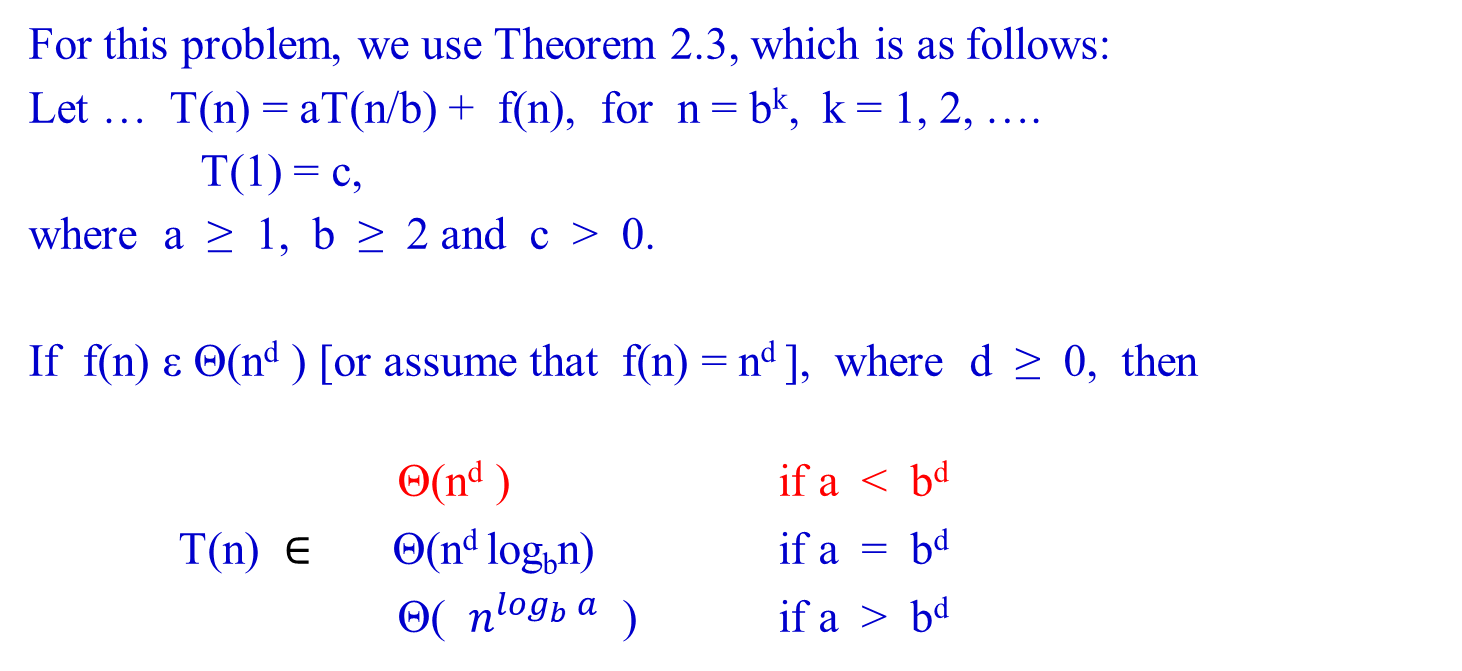 For this problem, we use Theorem 2.3, which is as follows:
Let … T(n) = aT(n/b) + f(n), for n = bᵏ, k = 1, 2, ….
T(1) = c,
where a ≥ 1, b ≥ 2 and c > 0.
If f(n) ε Θ(nᵈ ) [or assume that f(n) = nᵈ ], where d ≥ 0, then
Θ(nᵈ ) if a < bᵈ
T(n) ∈ Θ(nᵈ log_b n) if a = bᵈ
Θ( n^{log_b a} ) if a > bᵈ